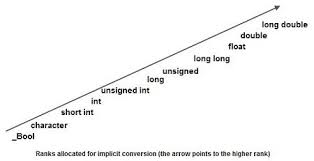 long double
double
float
long long
unsigned
long
unsigned int
int
short int
character
_Bool
Ranks allocated for implicit conversion (the arrow points to the higher rank)